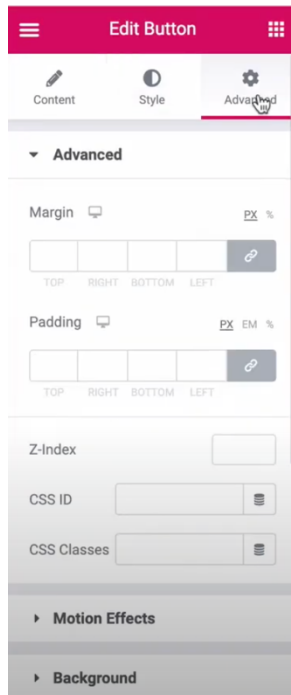 Edit Button
Content Style Advanced
Advanced
Margin PX %
TOP RIGHT BOTTOM LEFT
Padding PX EM %
TOP RIGHT BOTTOM LEFT
Z-Index
CSS ID
CSS Classes
Motion Effects
Background